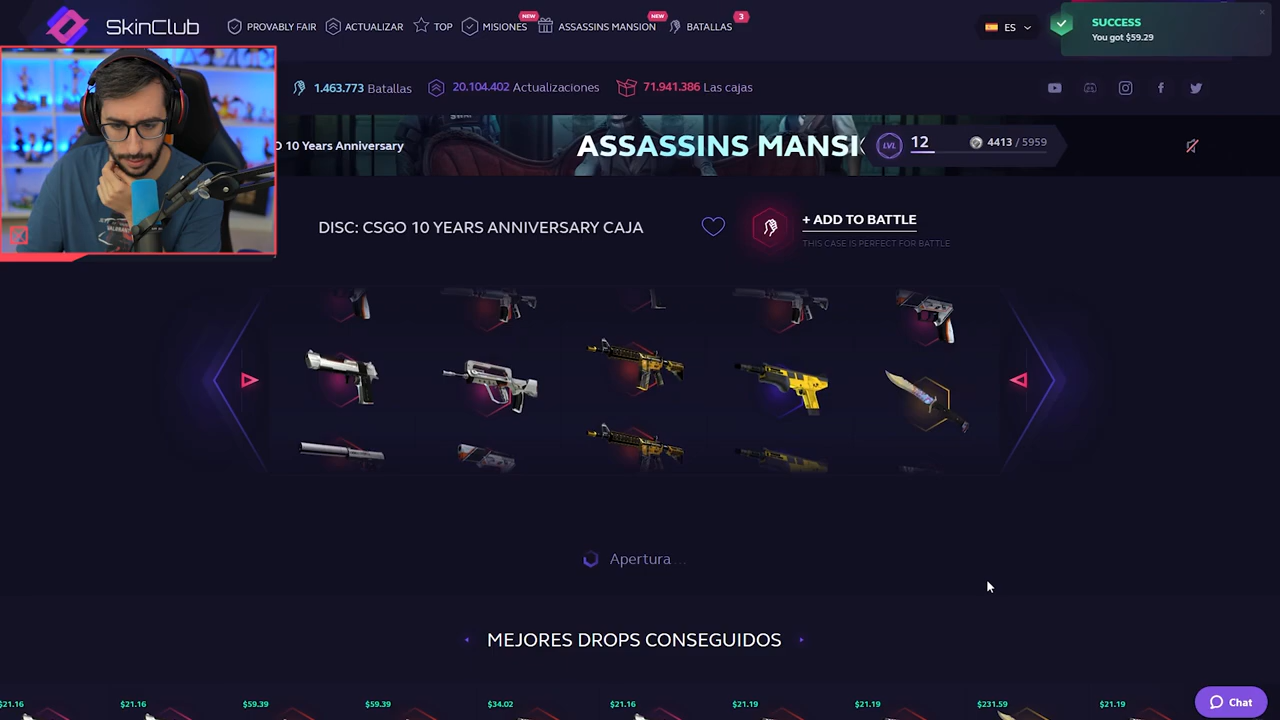 SKINCLUB
PROVABLY FAIR
ACTUALIZAR
TOP
MISIONES
NEW
ASSASSINS MANSION
NEW
BATALLAS
3
ES
SUCCESS
You got $59.29
1.463.773 Batallas
20.104.402 Actualizaciones
71.941.386 Las cajas
10 Years Anniversary
ASSASSINS MANSI
LVL
12
4413 / 5959
DISC: CSGO 10 YEARS ANNIVERSARY CAJA
+ ADD TO BATTLE
THIS CASE IS PERFECT FOR BATTLE
Apertura ...
MEJORES DROPS CONSEGUIDOS
$21.16
$21.16
$59.39
$59.39
$34.02
$21.16
$21.19
$21.19
$231.59
$21.19
Chat